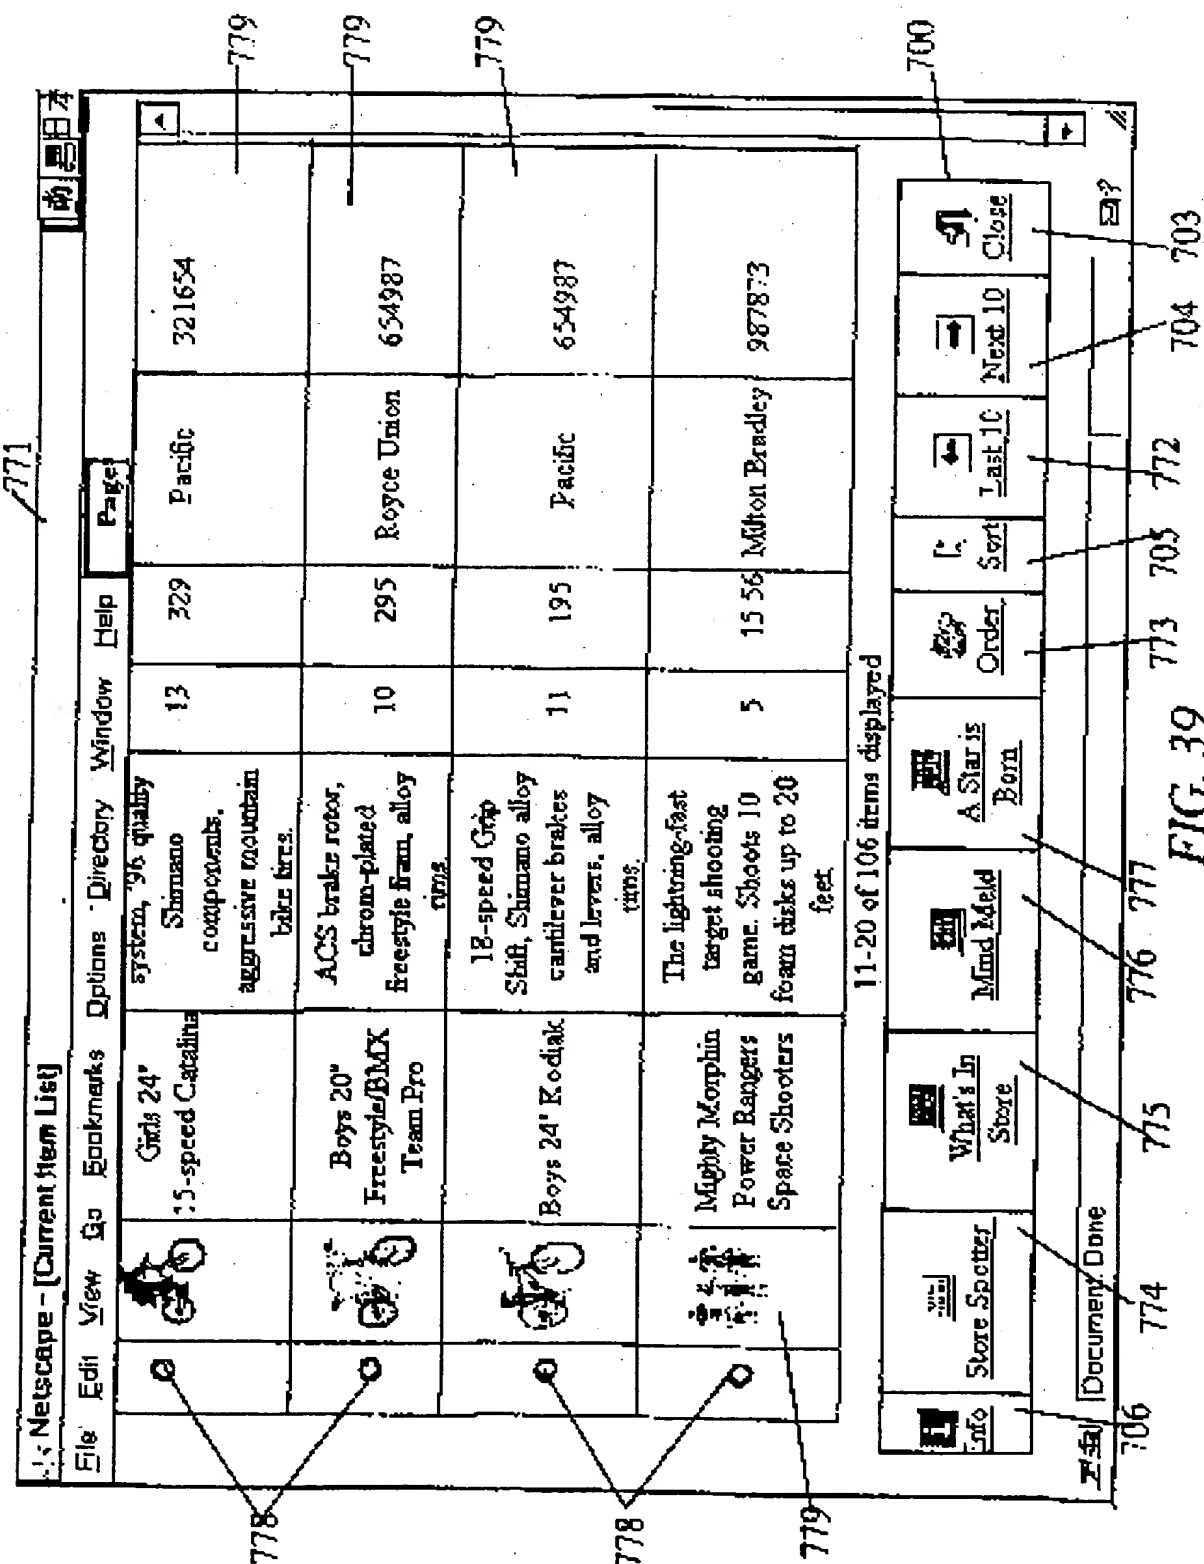 771
Netscape - [Current Item List]
File Edit View Go Bookmarks Options Directory Window Help
Pages
Girls 24"
15-speed Catalina
system, '96 quality
Shimano
components,
aggressive mountain
bike tires.
13
329
Pacific
321654
779
Boys 20"
Freestyle/BMX
Team Pro
ACS brake rotor,
chrom-plated
freestyle fram, alloy
rims.
10
295
Royce Union
654987
779
778
Boys 24' Kodiak
18-speed Grip
Shift, Shimano alloy
cantilever brakes
and levers, alloy
rims.
11
195
Pacific
654987
779
Mighty Morphin
Power Rangers
Space Shooters
The lightning-fast
target shooting
game. Shoots 10
foam disks up to 20
feet.
5
15 56
Milton Bradley
987873
778
779
11-20 of 106 items displayed
700
Info
Store Spotter
What's In
Store
Mind Meld
A Star is
Born
Order
Sort
Last 10
Next 10
Close
Document: Done
706
774
775
776
777
773
705
772
704
703
FIG. 39